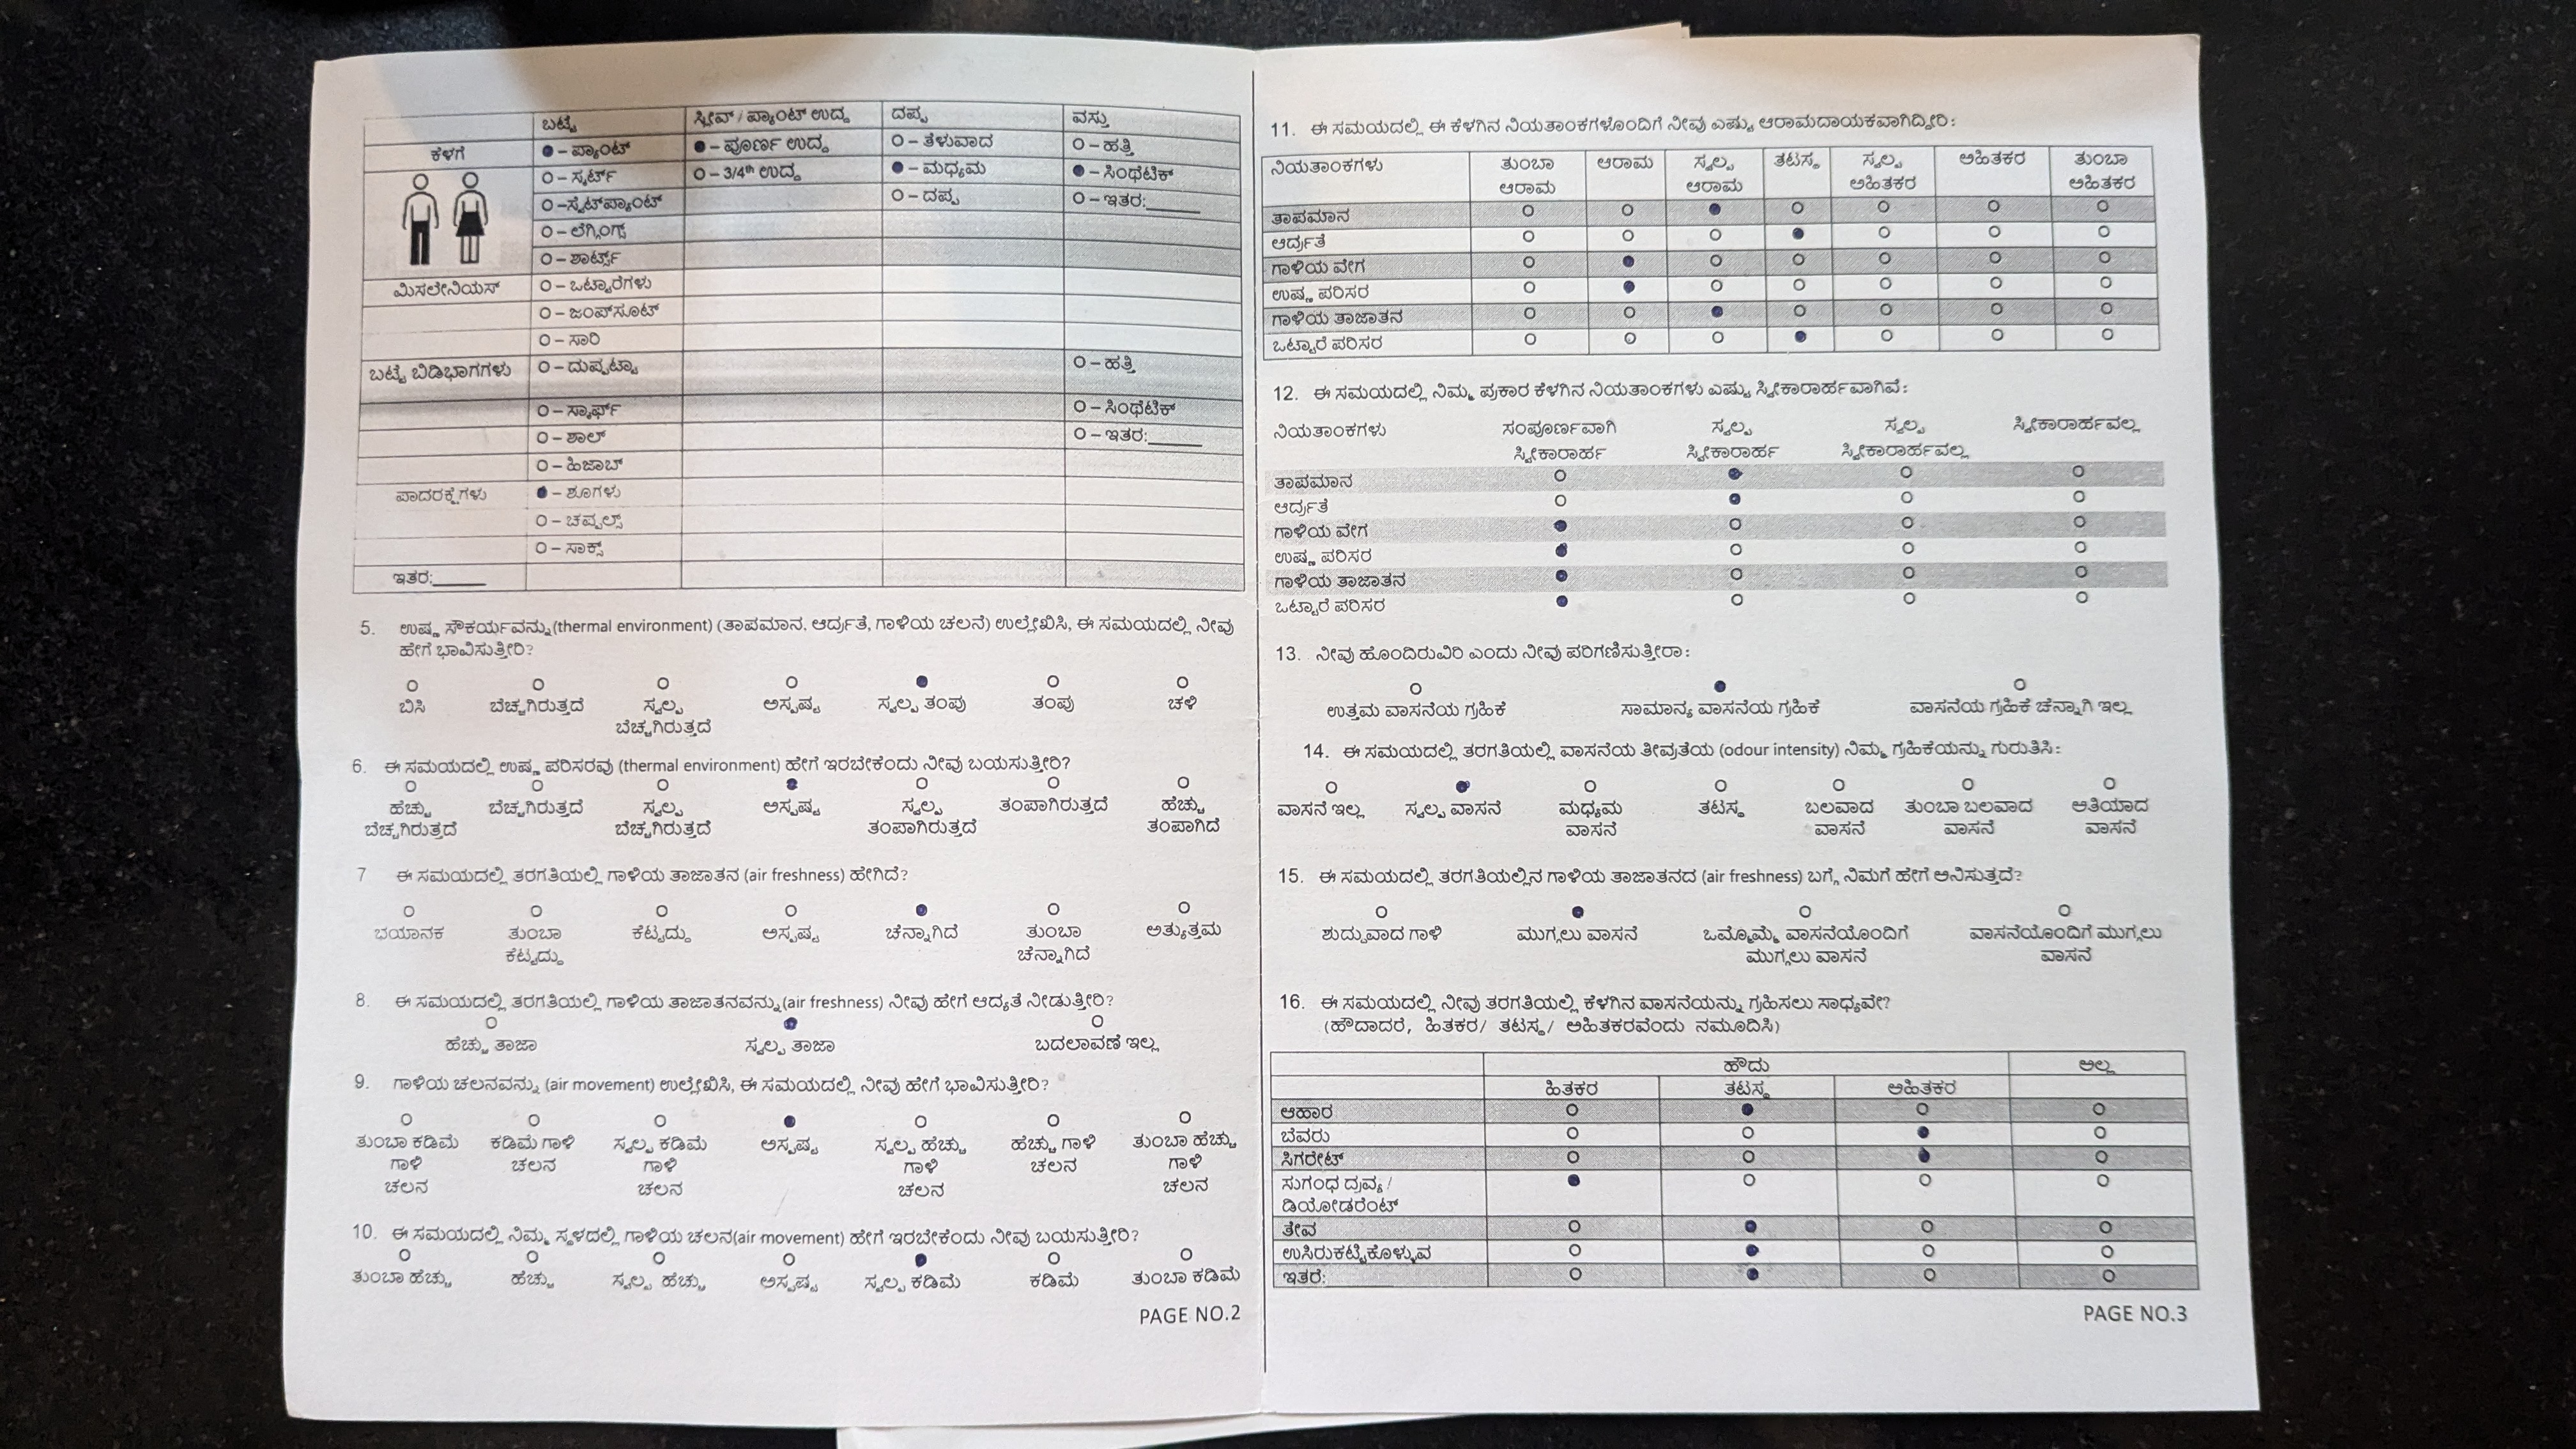 ಬಟ್ಟೆ ಸ್ಲೀವ್ / ಪ್ಯಾಂಟ್ ಉದ್ದ ದಪ್ಪ ವಸ್ತು
ಕೆಳಗೆ ●– ಪ್ಯಾಂಟ್ ●– ಪೂರ್ಣ ಉದ್ದ O – ತೆಳುವಾದ O – ಹತ್ತಿ
O – ಸ್ಕರ್ಟ್ O – 3/4th ಉದ್ದ ●– ಮಧ್ಯಮ ● – ಸಿಂಥೆಟಿಕ್
O –ಸ್ವೆಟ್‌ಪ್ಯಾಂಟ್ O – ದಪ್ಪ O – ಇತರ:______
O – ಲೆಗ್ಗಿಂಗ್ಸ್
O – ಶಾರ್ಟ್ಸ್
ಮಿಸಲೇನಿಯಸ್ O – ಒಟ್ಟಾರೆಗಳು
O – ಜಂಪ್‌ಸೂಟ್
O – ಸಾರಿ
ಬಟ್ಟೆ ಬಿಡಿಭಾಗಗಳು O – ದುಪ್ಪಟ್ಟಾ O – ಹತ್ತಿ
O – ಸ್ಕಾರ್ಫ್ O – ಸಿಂಥೆಟಿಕ್
O – ಶಾಲ್ O – ಇತರ:______
O – ಹಿಜಾಬ್
ಪಾದರಕ್ಷೆಗಳು ● – ಶೂಗಳು
O – ಚಪ್ಪಲ್ಸ್
O – ಸಾಕ್ಸ್
ಇತರ:______
5. ಉಷ್ಣ ಸೌಕರ್ಯವನ್ನು(thermal environment) (ತಾಪಮಾನ, ಆರ್ದ್ರತೆ, ಗಾಳಿಯ ಚಲನೆ) ಉಲ್ಲೇಖಿಸಿ, ಈ ಸಮಯದಲ್ಲಿ ನೀವು
ಹೇಗೆ ಭಾವಿಸುತ್ತೀರಿ?
O O O O ● O O
ಬಿಸಿ ಬೆಚ್ಚಗಿರುತ್ತದೆ ಸ್ವಲ್ಪ ಅಸ್ಪಷ್ಟ ಸ್ವಲ್ಪ ತಂಪು ತಂಪು ಚಳಿ
ಬೆಚ್ಚಗಿರುತ್ತದೆ
6. ಈ ಸಮಯದಲ್ಲಿ ಉಷ್ಣ ಪರಿಸರವು (thermal environment) ಹೇಗೆ ಇರಬೇಕೆಂದು ನೀವು ಬಯಸುತ್ತೀರಿ?
O O O ● O O O
ಹೆಚ್ಚು ಬೆಚ್ಚಗಿರುತ್ತದೆ ಸ್ವಲ್ಪ ಅಸ್ಪಷ್ಟ ಸ್ವಲ್ಪ ತಂಪಾಗಿರುತ್ತದೆ ಹೆಚ್ಚು
ಬೆಚ್ಚಗಿರುತ್ತದೆ ಬೆಚ್ಚಗಿರುತ್ತದೆ ತಂಪಾಗಿರುತ್ತದೆ ತಂಪಾಗಿದೆ
7 ಈ ಸಮಯದಲ್ಲಿ ತರಗತಿಯಲ್ಲಿ ಗಾಳಿಯ ತಾಜಾತನ (air freshness) ಹೇಗಿದೆ?
O O O O ● O O
ಭಯಾನಕ ತುಂಬಾ ಕೆಟ್ಟದ್ದು ಅಸ್ಪಷ್ಟ ಚೆನ್ನಾಗಿದೆ ತುಂಬಾ ಅತ್ಯುತ್ತಮ
ಕೆಟ್ಟದ್ದು ಚೆನ್ನಾಗಿದೆ
8. ಈ ಸಮಯದಲ್ಲಿ ತರಗತಿಯಲ್ಲಿ ಗಾಳಿಯ ತಾಜಾತನವನ್ನು(air freshness) ನೀವು ಹೇಗೆ ಆದ್ಯತೆ ನೀಡುತ್ತೀರಿ?
O ● O
ಹೆಚ್ಚು ತಾಜಾ ಸ್ವಲ್ಪ ತಾಜಾ ಬದಲಾವಣೆ ಇಲ್ಲ
9. ಗಾಳಿಯ ಚಲನವನ್ನು (air movement) ಉಲ್ಲೇಖಿಸಿ, ಈ ಸಮಯದಲ್ಲಿ ನೀವು ಹೇಗೆ ಭಾವಿಸುತ್ತೀರಿ?
O O O ● O O O
ತುಂಬಾ ಕಡಿಮೆ ಕಡಿಮೆ ಗಾಳಿ ಸ್ವಲ್ಪ ಕಡಿಮೆ ಅಸ್ಪಷ್ಟ ಸ್ವಲ್ಪ ಹೆಚ್ಚು ಹೆಚ್ಚು ಗಾಳಿ ತುಂಬಾ ಹೆಚ್ಚು
ಗಾಳಿ ಚಲನ ಗಾಳಿ ಗಾಳಿ ಚಲನ ಗಾಳಿ
ಚಲನ ಚಲನ ಚಲನ ಚಲನ
10. ಈ ಸಮಯದಲ್ಲಿ ನಿಮ್ಮ ಸ್ಥಳದಲ್ಲಿ ಗಾಳಿಯ ಚಲನ(air movement) ಹೇಗೆ ಇರಬೇಕೆಂದು ನೀವು ಬಯಸುತ್ತೀರಿ?
O O O O ● O O
ತುಂಬಾ ಹೆಚ್ಚು ಹೆಚ್ಚು ಸ್ವಲ್ಪ ಹೆಚ್ಚು ಅಸ್ಪಷ್ಟ ಸ್ವಲ್ಪ ಕಡಿಮೆ ಕಡಿಮೆ ತುಂಬಾ ಕಡಿಮೆ
PAGE NO.2
11. ಈ ಸಮಯದಲ್ಲಿ ಈ ಕೆಳಗಿನ ನಿಯತಾಂಕಗಳೊಂದಿಗೆ ನೀವು ಎಷ್ಟು ಆರಾಮದಾಯಕವಾಗಿದ್ದೀರಿ:
ನಿಯತಾಂಕಗಳು ತುಂಬಾ ಆರಾಮ ಸ್ವಲ್ಪ ತಟಸ್ಥ ಸ್ವಲ್ಪ ಅಹಿತಕರ ತುಂಬಾ
ಆರಾಮ ಆರಾಮ ಅಹಿತಕರ ಅಹಿತಕರ
ತಾಪಮಾನ O O ● O O O O
ಆರ್ದ್ರತೆ O O O ● O O O
ಗಾಳಿಯ ವೇಗ O ● O O O O O
ಉಷ್ಣ ಪರಿಸರ O ● O O O O O
ಗಾಳಿಯ ತಾಜಾತನ O O ● O O O O
ಒಟ್ಟಾರೆ ಪರಿಸರ O O O ● O O O
12. ಈ ಸಮಯದಲ್ಲಿ ನಿಮ್ಮ ಪ್ರಕಾರ ಕೆಳಗಿನ ನಿಯತಾಂಕಗಳು ಎಷ್ಟು ಸ್ವೀಕಾರಾರ್ಹವಾಗಿವೆ:
ನಿಯತಾಂಕಗಳು ಸಂಪೂರ್ಣವಾಗಿ ಸ್ವಲ್ಪ ಸ್ವಲ್ಪ ಸ್ವೀಕಾರಾರ್ಹವಲ್ಲ
ಸ್ವೀಕಾರಾರ್ಹ ಸ್ವೀಕಾರಾರ್ಹ ಸ್ವೀಕಾರಾರ್ಹವಲ್ಲ
ತಾಪಮಾನ O ● O O
ಆರ್ದ್ರತೆ O ● O O
ಗಾಳಿಯ ವೇಗ ● O O O
ಉಷ್ಣ ಪರಿಸರ ● O O O
ಗಾಳಿಯ ತಾಜಾತನ ● O O O
ಒಟ್ಟಾರೆ ಪರಿಸರ ● O O O
13. ನೀವು ಹೊಂದಿರುವಿರಿ ಎಂದು ನೀವು ಪರಿಗಣಿಸುತ್ತೀರಾ:
O ● O
ಉತ್ತಮ ವಾಸನೆಯ ಗ್ರಹಿಕೆ ಸಾಮಾನ್ಯ ವಾಸನೆಯ ಗ್ರಹಿಕೆ ವಾಸನೆಯ ಗ್ರಹಿಕೆ ಚೆನ್ನಾಗಿ ಇಲ್ಲ
14. ಈ ಸಮಯದಲ್ಲಿ ತರಗತಿಯಲ್ಲಿ ವಾಸನೆಯ ತೀವ್ರತೆಯ (odour intensity) ನಿಮ್ಮ ಗ್ರಹಿಕೆಯನ್ನು ಗುರುತಿಸಿ:
O ● O O O O O
ವಾಸನೆ ಇಲ್ಲ ಸ್ವಲ್ಪ ವಾಸನೆ ಮಧ್ಯಮ ತಟಸ್ಥ ಬಲವಾದ ತುಂಬಾ ಬಲವಾದ ಅತಿಯಾದ
ವಾಸನೆ ವಾಸನೆ ವಾಸನೆ ವಾಸನೆ
15. ಈ ಸಮಯದಲ್ಲಿ ತರಗತಿಯಲ್ಲಿನ ಗಾಳಿಯ ತಾಜಾತನದ (air freshness) ಬಗ್ಗೆ ನಿಮಗೆ ಹೇಗೆ ಅನಿಸುತ್ತದೆ?
O ● O O
ಶುದ್ಧವಾದ ಗಾಳಿ ಮುಗ್ಗಲು ವಾಸನೆ ಒಮ್ಮೊಮ್ಮೆ ವಾಸನೆಯೊಂದಿಗೆ ವಾಸನೆಯೊಂದಿಗೆ ಮುಗ್ಗಲು
ಮುಗ್ಗಲು ವಾಸನೆ ವಾಸನೆ
16. ಈ ಸಮಯದಲ್ಲಿ ನೀವು ತರಗತಿಯಲ್ಲಿ ಕೆಳಗಿನ ವಾಸನೆಯನ್ನು ಗ್ರಹಿಸಲು ಸಾಧ್ಯವೇ?
(ಹೌದಾದರೆ, ಹಿತಕರ/ ತಟಸ್ಥ/ ಅಹಿತಕರವೆಂದು ನಮೂದಿಸಿ)
ಹೌದು ಅಲ್ಲ
ಹಿತಕರ ತಟಸ್ಥ ಅಹಿತಕರ
ಆಹಾರ O ● O O
ಬೆವರು O O ● O
ಸಿಗರೇಟ್ O O ● O
ಸುಗಂಧ ದ್ರವ್ಯ / ● O O O
ಡಿಯೋಡರೆಂಟ್
ತೇವ O ● O O
ಉಸಿರುಕಟ್ಟಿಕೊಳ್ಳುವ O ● O O
ಇತರೆ:______ O ● O O
PAGE NO.3